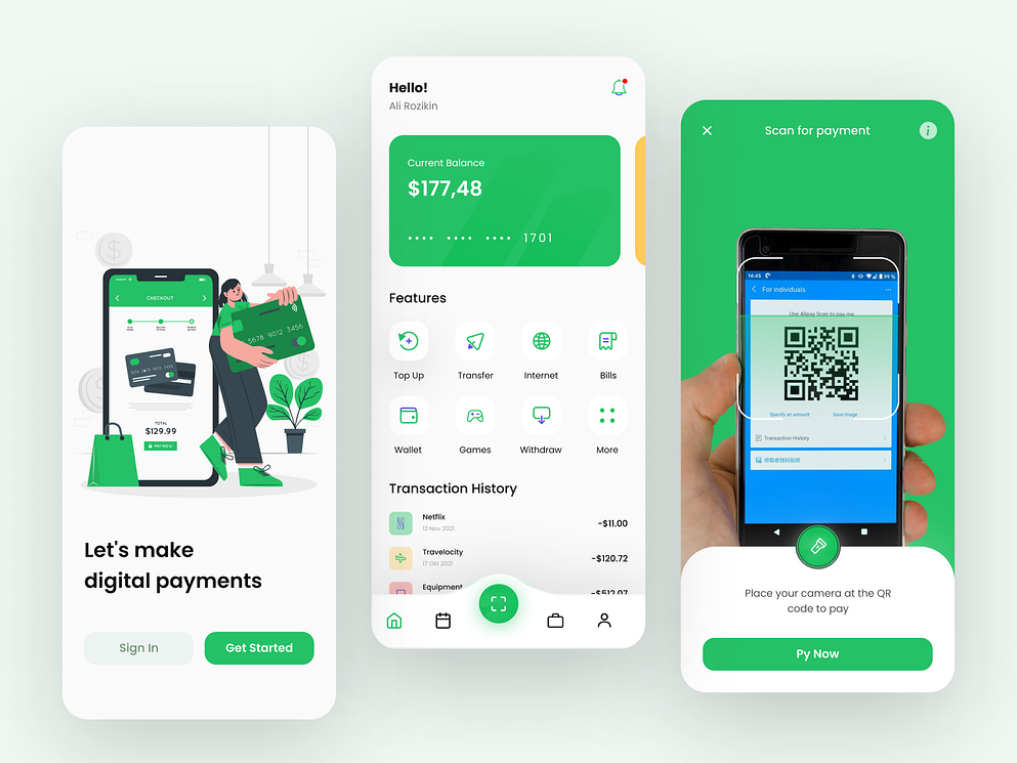 CHECKOUT
5678 9012 3456
TOTAL
$129.99
PAY NOW
Let's make
digital payments
Sign In
Get Started
Hello!
Ali Rozikin
Current Balance
$177,48
1701
Features
Top Up
Transfer
Internet
Bills
Wallet
Games
Withdraw
More
Transaction History
Netflix
12 Nov 2021
-$11.00
Travelocity
17 Okt 2021
-$120.72
Equipment
-$512.07
Scan for payment
i
14:45
99 %
For individuals
Use Alipay Scan to pay me
Specify an amount
Save image
Transaction History
Place your camera at the QR
code to pay
Py Now